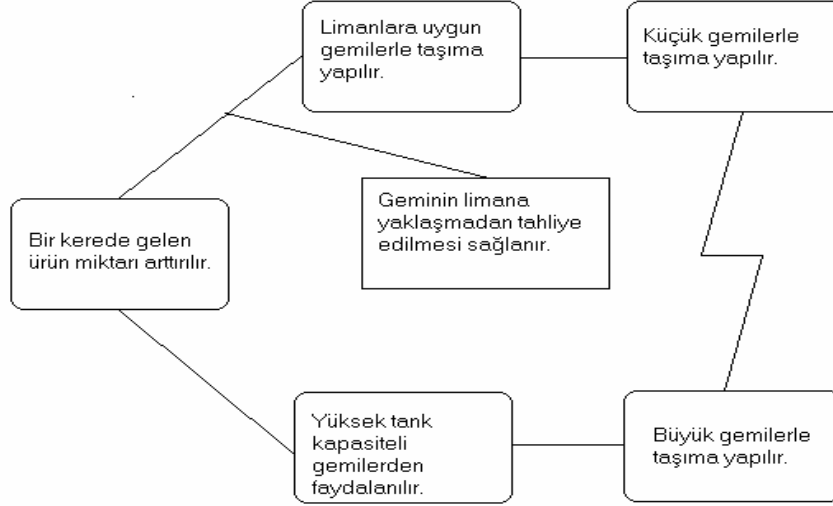 Limanlara uygun
gemilerle taşıma
yapılır.
Küçük gemilerle
taşıma yapılır.
Geminin limana
yaklaşmadan tahliye
edilmesi sağlanır.
Bir kerede gelen
ürün miktarı arttırılır.
Yüksek tank
kapasiteli
gemilerden
faydalanılır.
Büyük gemilerle
taşıma yapılır.